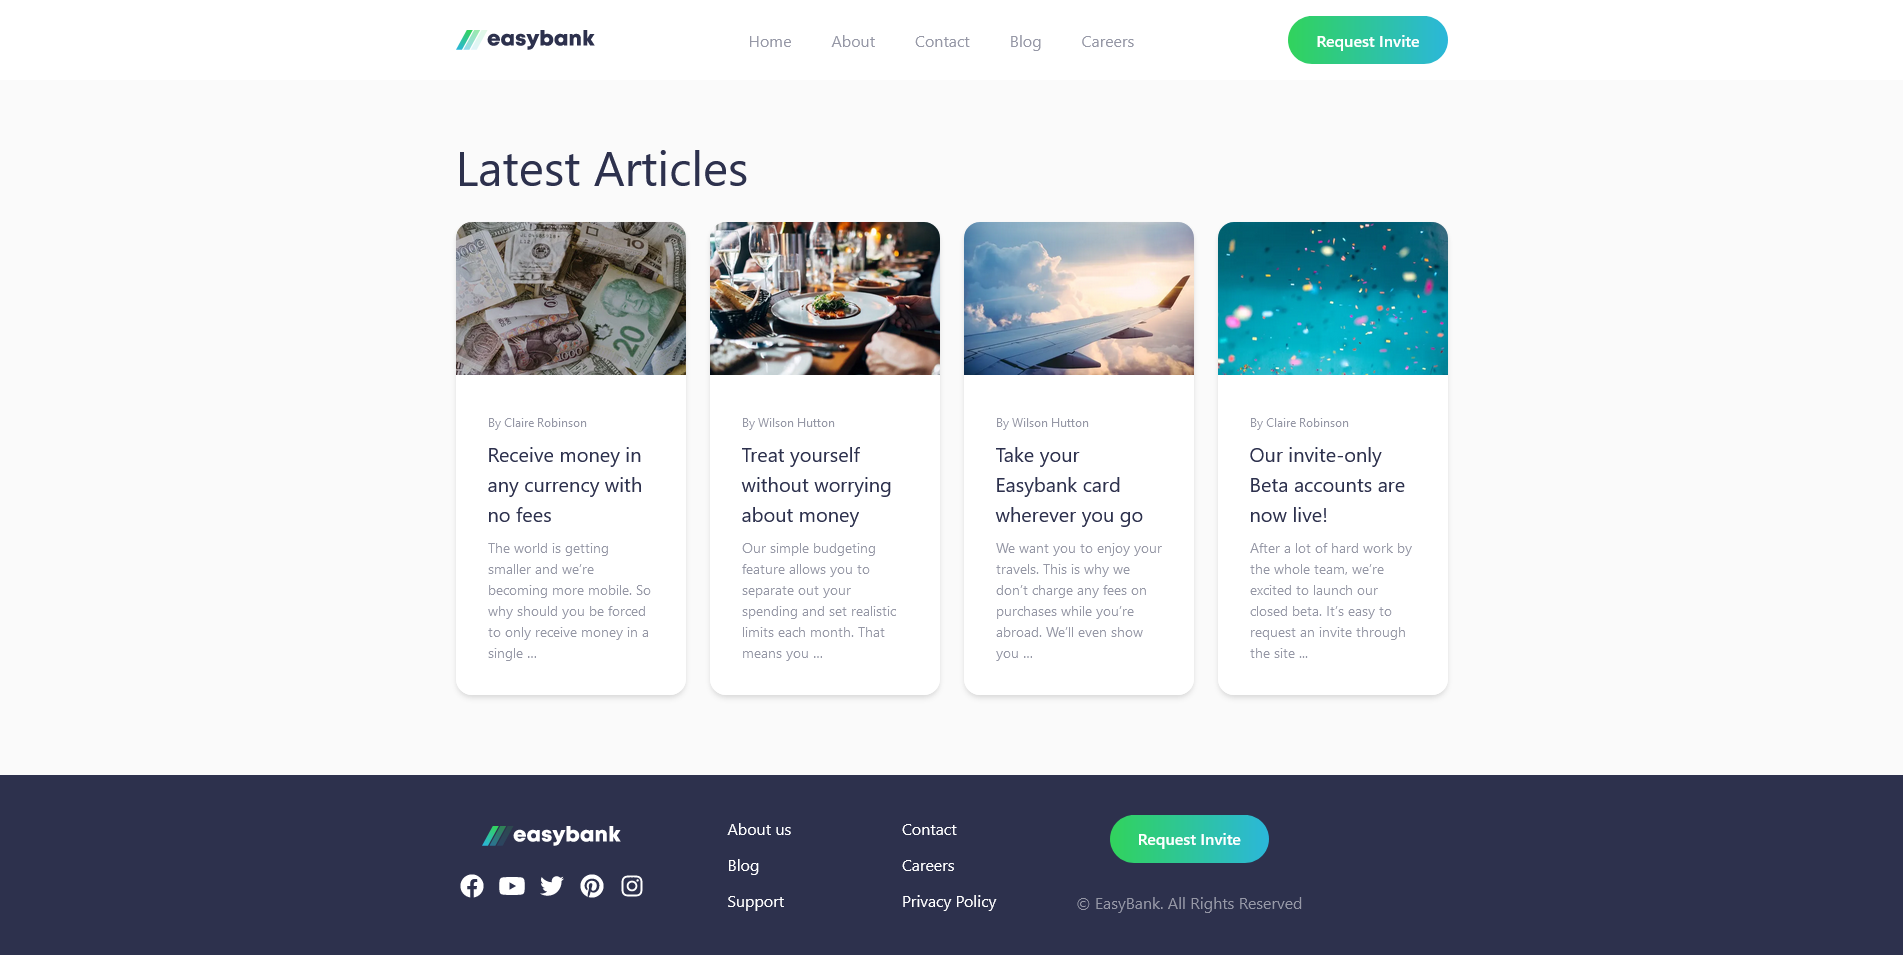 easybank
Home About Contact Blog Careers
Request Invite
Latest Articles
By Claire Robinson
Receive money in
any currency with
no fees
The world is getting
smaller and we're
becoming more mobile. So
why should you be forced
to only receive money in a
single ...
By Wilson Hutton
Treat yourself
without worrying
about money
Our simple budgeting
feature allows you to
separate out your
spending and set realistic
limits each month. That
means you ...
By Wilson Hutton
Take your
Easybank card
wherever you go
We want you to enjoy your
travels. This is why we
don't charge any fees on
purchases while you're
abroad. We'll even show
you ...
By Claire Robinson
Our invite-only
Beta accounts are
now live!
After a lot of hard work by
the whole team, we're
excited to launch our
closed beta. It's easy to
request an invite through
the site ...
easybank
About us
Blog
Support
Contact
Careers
Privacy Policy
Request Invite
© EasyBank. All Rights Reserved